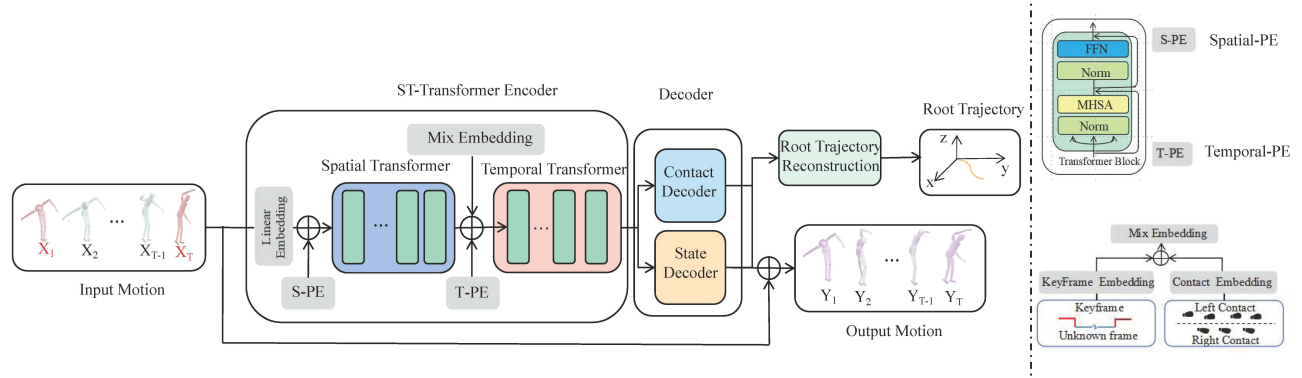 ST-Transformer Encoder
Decoder
Root Trajectory
Mix Embedding
Spatial Transformer
Temporal Transformer
Linear
Embedding
S-PE
T-PE
Contact
Decoder
State
Decoder
Root Trajectory
Reconstruction
z
y
x
X1
X2
...
XT-1
XT
Input Motion
Y1
Y2
...
YT-1
YT
Output Motion
...
...
FFN
Norm
MHSA
Norm
Transformer Block
S-PE
Spatial-PE
T-PE
Temporal-PE
Mix Embedding
KeyFrame Embedding
Contact Embedding
Keyframe
Unknown frame
Left Contact
Right Contact